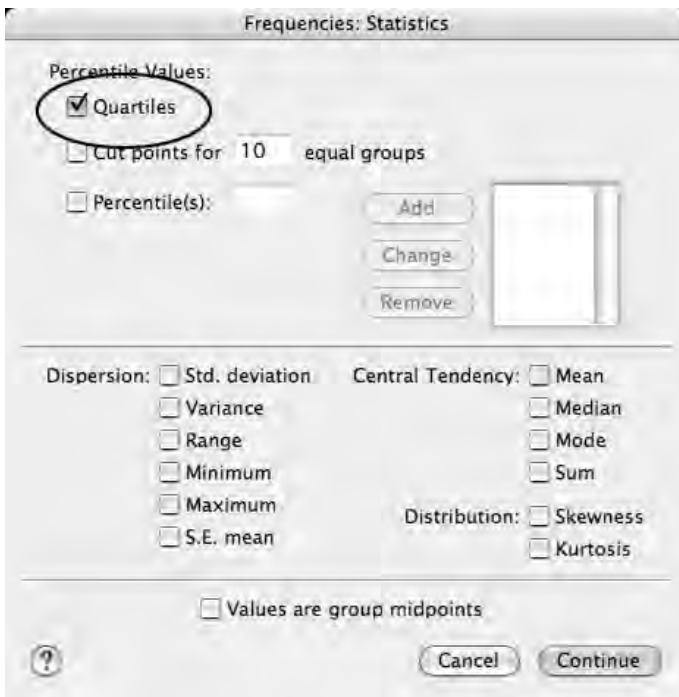 Frequencies: Statistics
Percentile Values:
Quartiles
Cut points for 10 equal groups
Percentile(s):
Add
Change
Remove
Dispersion:
Std. deviation
Variance
Range
Minimum
Maximum
S.E. mean
Central Tendency:
Mean
Median
Mode
Sum
Distribution:
Skewness
Kurtosis
Values are group midpoints
?
Cancel
Continue